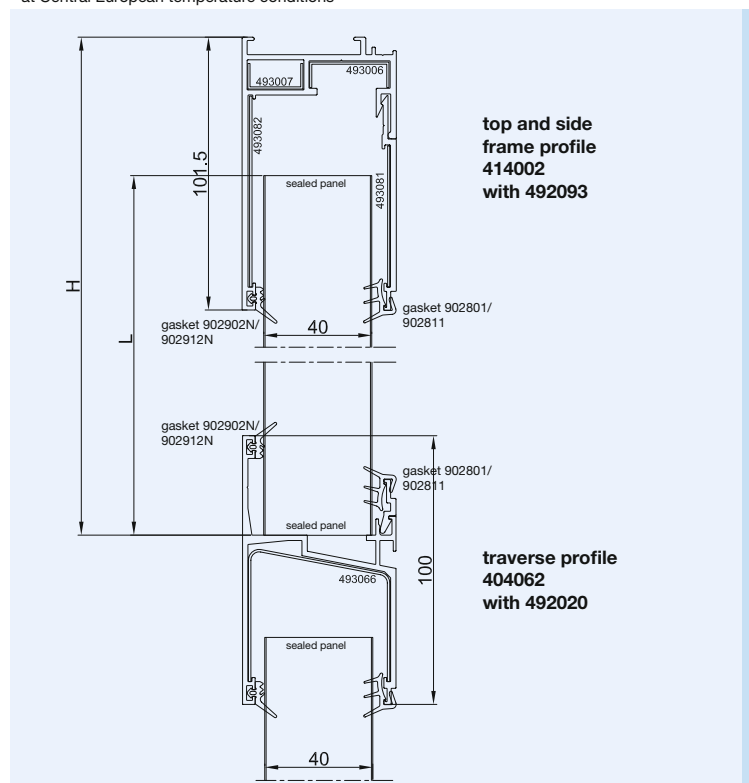 at Central European temperature conditions
493006
493007
493082
101.5
top and side
frame profile
414002
with 492093
sealed panel
493081
H
L
gasket 902902N/
902912N
40
gasket 902801/
902811
gasket 902902N/
902912N
gasket 902801/
902811
sealed panel
100
traverse profile
404062
with 492020
493066
sealed panel
40